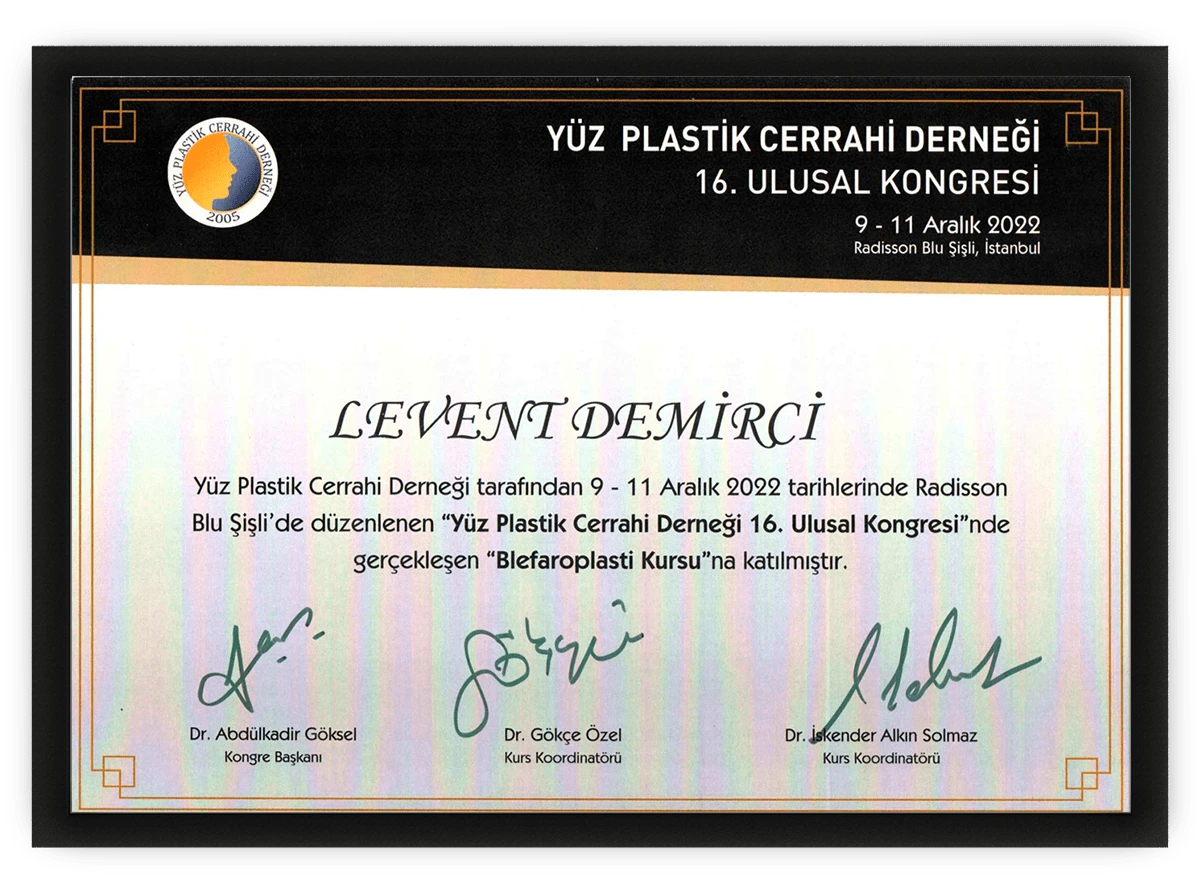 YÜZ PLASTİK CERRAHİ DERNEĞİ
2005
YÜZ PLASTİK CERRAHİ DERNEĞİ
16. ULUSAL KONGRESİ
9 - 11 Aralık 2022
Radisson Blu Şişli, İstanbul
LEVENT DEMİRCİ
Yüz Plastik Cerrahi Derneği tarafından 9 - 11 Aralık 2022 tarihlerinde Radisson
Blu Şişli’de düzenlenen “Yüz Plastik Cerrahi Derneği 16. Ulusal Kongresi”nde
gerçekleşen “Blefaroplasti Kursu”na katılmıştır.
Dr. Abdülkadir Göksel
Kongre Başkanı
Dr. Gökçe Özel
Kurs Koordinatörü
Dr. İskender Alkın Solmaz
Kurs Koordinatörü